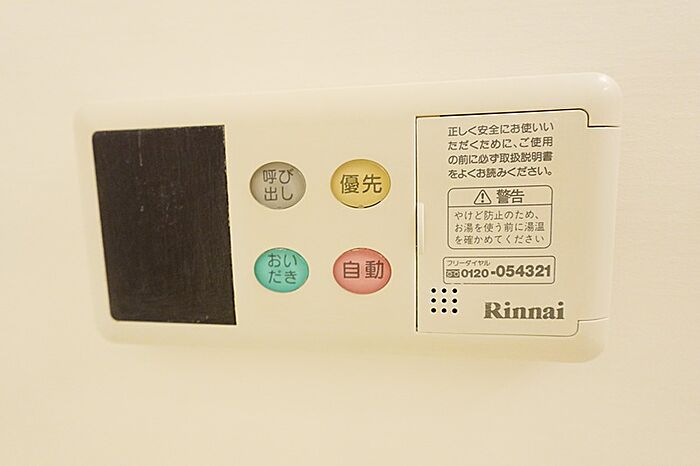 呼び
出し
優先
おい
だき
自動
正しく安全にお使いい
ただくために、ご使用
の前に必ず取扱説明書
をよくお読みください。
⚠警告
やけど防止のため、
お湯を使う前に湯温
を確かめてください
フリーダイヤル
0120-054321
Rinnai